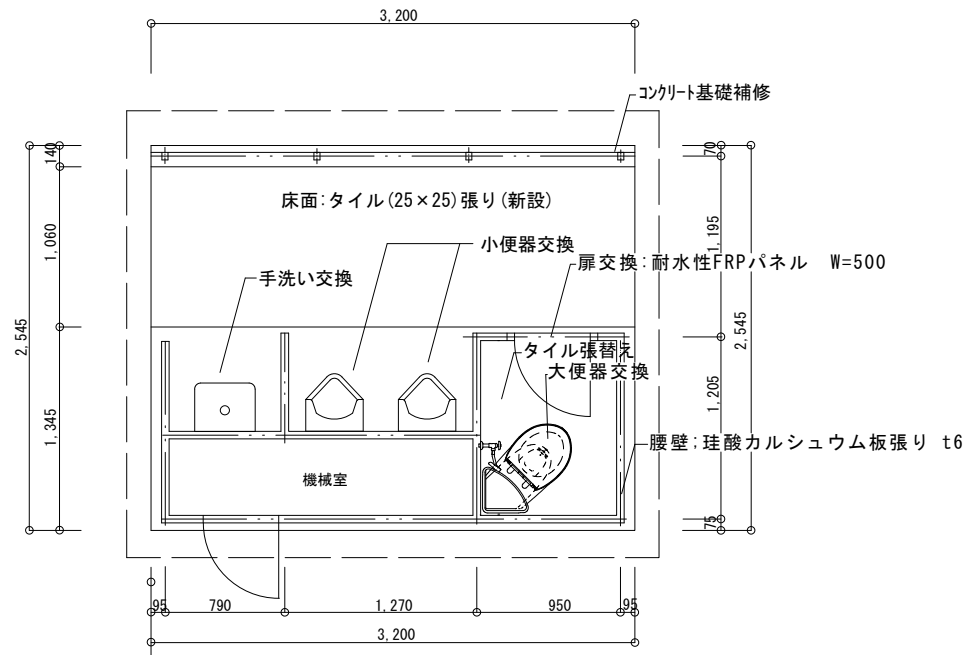 3,200
コンクリート基礎補修
140
70
床面:タイル(25×25)張り(新設)
1,060
1,195
小便器交換
扉交換:耐水性FRPパネル　W=500
手洗い交換
2,545
2,545
タイル張替え
大便器交換
1,345
1,205
腰壁;珪酸カルシュウム板張り t6
機械室
75
95
790
1,270
950
95
3,200